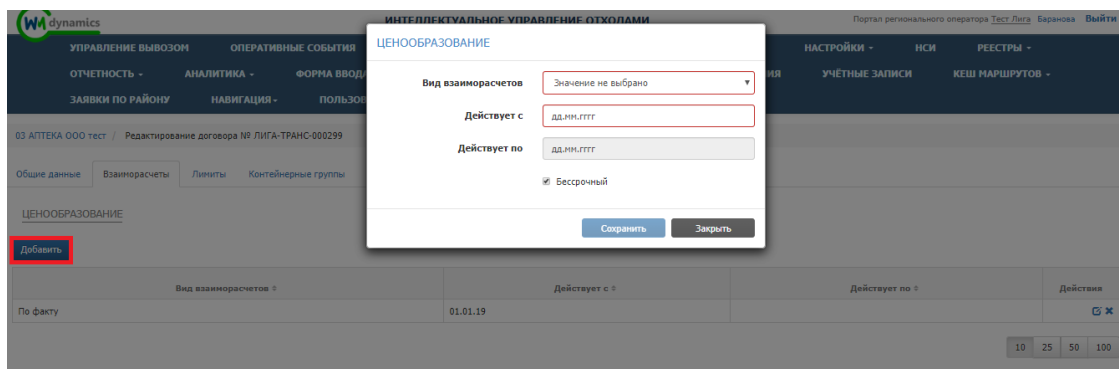 WM dynamics
ИНТЕЛЛЕКТУАЛЬНОЕ УПРАВЛЕНИЕ ОТХОДАМИ
Портал регионального оператора Тест Лига Баранова Выйти
УПРАВЛЕНИЕ ВЫВОЗОМ ОПЕРАТИВНЫЕ СОБЫТИЯ НАСТРОЙКИ НСИ РЕЕСТРЫ
ОТЧЕТНОСТЬ АНАЛИТИКА ФОРМА ВВОДА УЧЁТНЫЕ ЗАПИСИ КЕШ МАРШРУТОВ
ЗАЯВКИ ПО РАЙОНУ НАВИГАЦИЯ ПОЛЬЗОВ
03 АПТЕКА ООО тест / Редактирование договора № ЛИГА-ТРАНС-000299
Общие данные Взаиморасчеты Лимиты Контейнерные группы
ЦЕНООБРАЗОВАНИЕ
Добавить
ЦЕНООБРАЗОВАНИЕ
Вид взаиморасчетов Значение не выбрано
Действует с дд.мм.гггг
Действует по дд.мм.гггг
Бессрочный
Сохранить Закрыть
Вид взаиморасчетов Действует с Действует по Действия
По факту 01.01.19
10 25 50 100